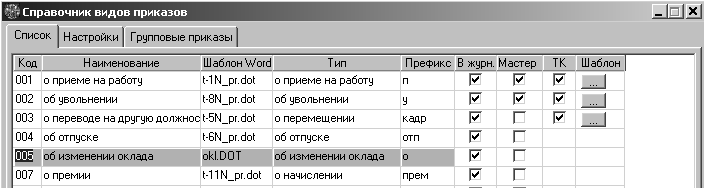 Справочник видов приказов
Список Настройки Групповые приказы
Код Наименование Шаблон Word Тип Префикс В журн. Мастер ТК Шаблон
001 о приеме на работу t-1N_pr.dot о приеме на работу п ...
002 об увольнении t-8N_pr.dot об увольнении у ...
003 о переводе на другую должнос t-5N_pr.dot о перемещении кадр ...
004 об отпуске t-6N_pr.dot об отпуске отп
005 об изменении оклада okl.DOT об изменении оклада о
007 о премии t-11N_pr.dot о начислении прем